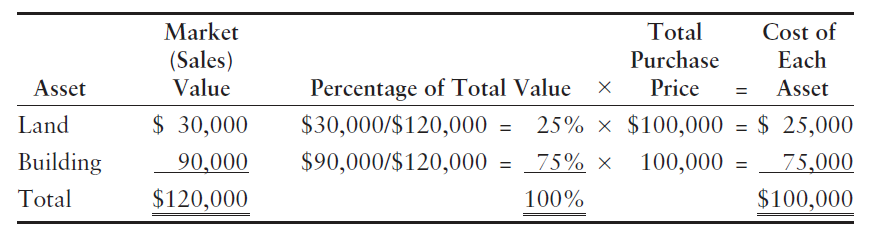 Market Total Cost of
(Sales) Purchase Each
Asset Value Percentage of Total Value × Price = Asset
Land $ 30,000 $30,000/$120,000 = 25% × $100,000 = $ 25,000
Building 90,000 $90,000/$120,000 = 75% × 100,000 = 75,000
Total $120,000 100% $100,000